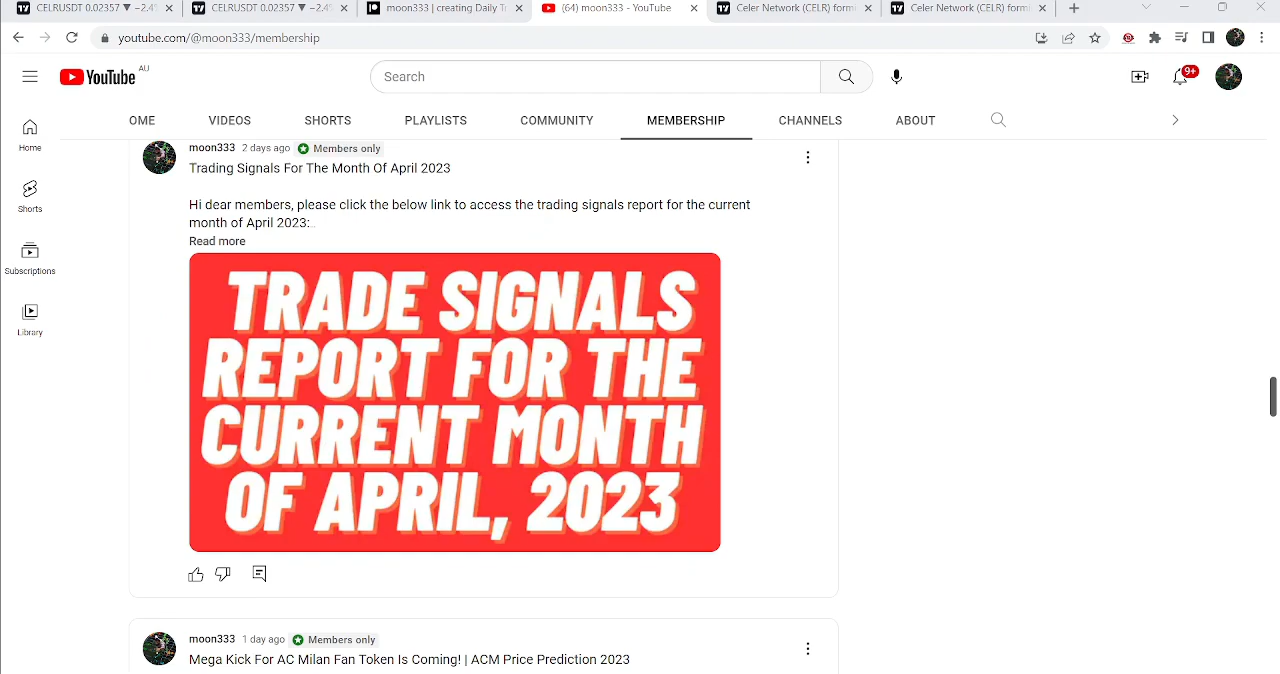 CELRUSDT 0.02357 ▼ −2.4%
CELRUSDT 0.02357 ▼ −2.4%
moon333 | creating Daily Tr
(64) moon333 - YouTube
Celer Network (CELR) formi
Celer Network (CELR) formi
youtube.com/@moon333/membership
YouTube AU
Search
9+
OME
VIDEOS
SHORTS
PLAYLISTS
COMMUNITY
MEMBERSHIP
CHANNELS
ABOUT
Home
Shorts
Subscriptions
Library
moon333 2 days ago Members only
Trading Signals For The Month Of April 2023
Hi dear members, please click the below link to access the trading signals report for the current
month of April 2023:
Read more
TRADE SIGNALS
REPORT FOR THE
CURRENT MONTH
OF APRIL, 2023
moon333 1 day ago Members only
Mega Kick For AC Milan Fan Token Is Coming! | ACM Price Prediction 2023